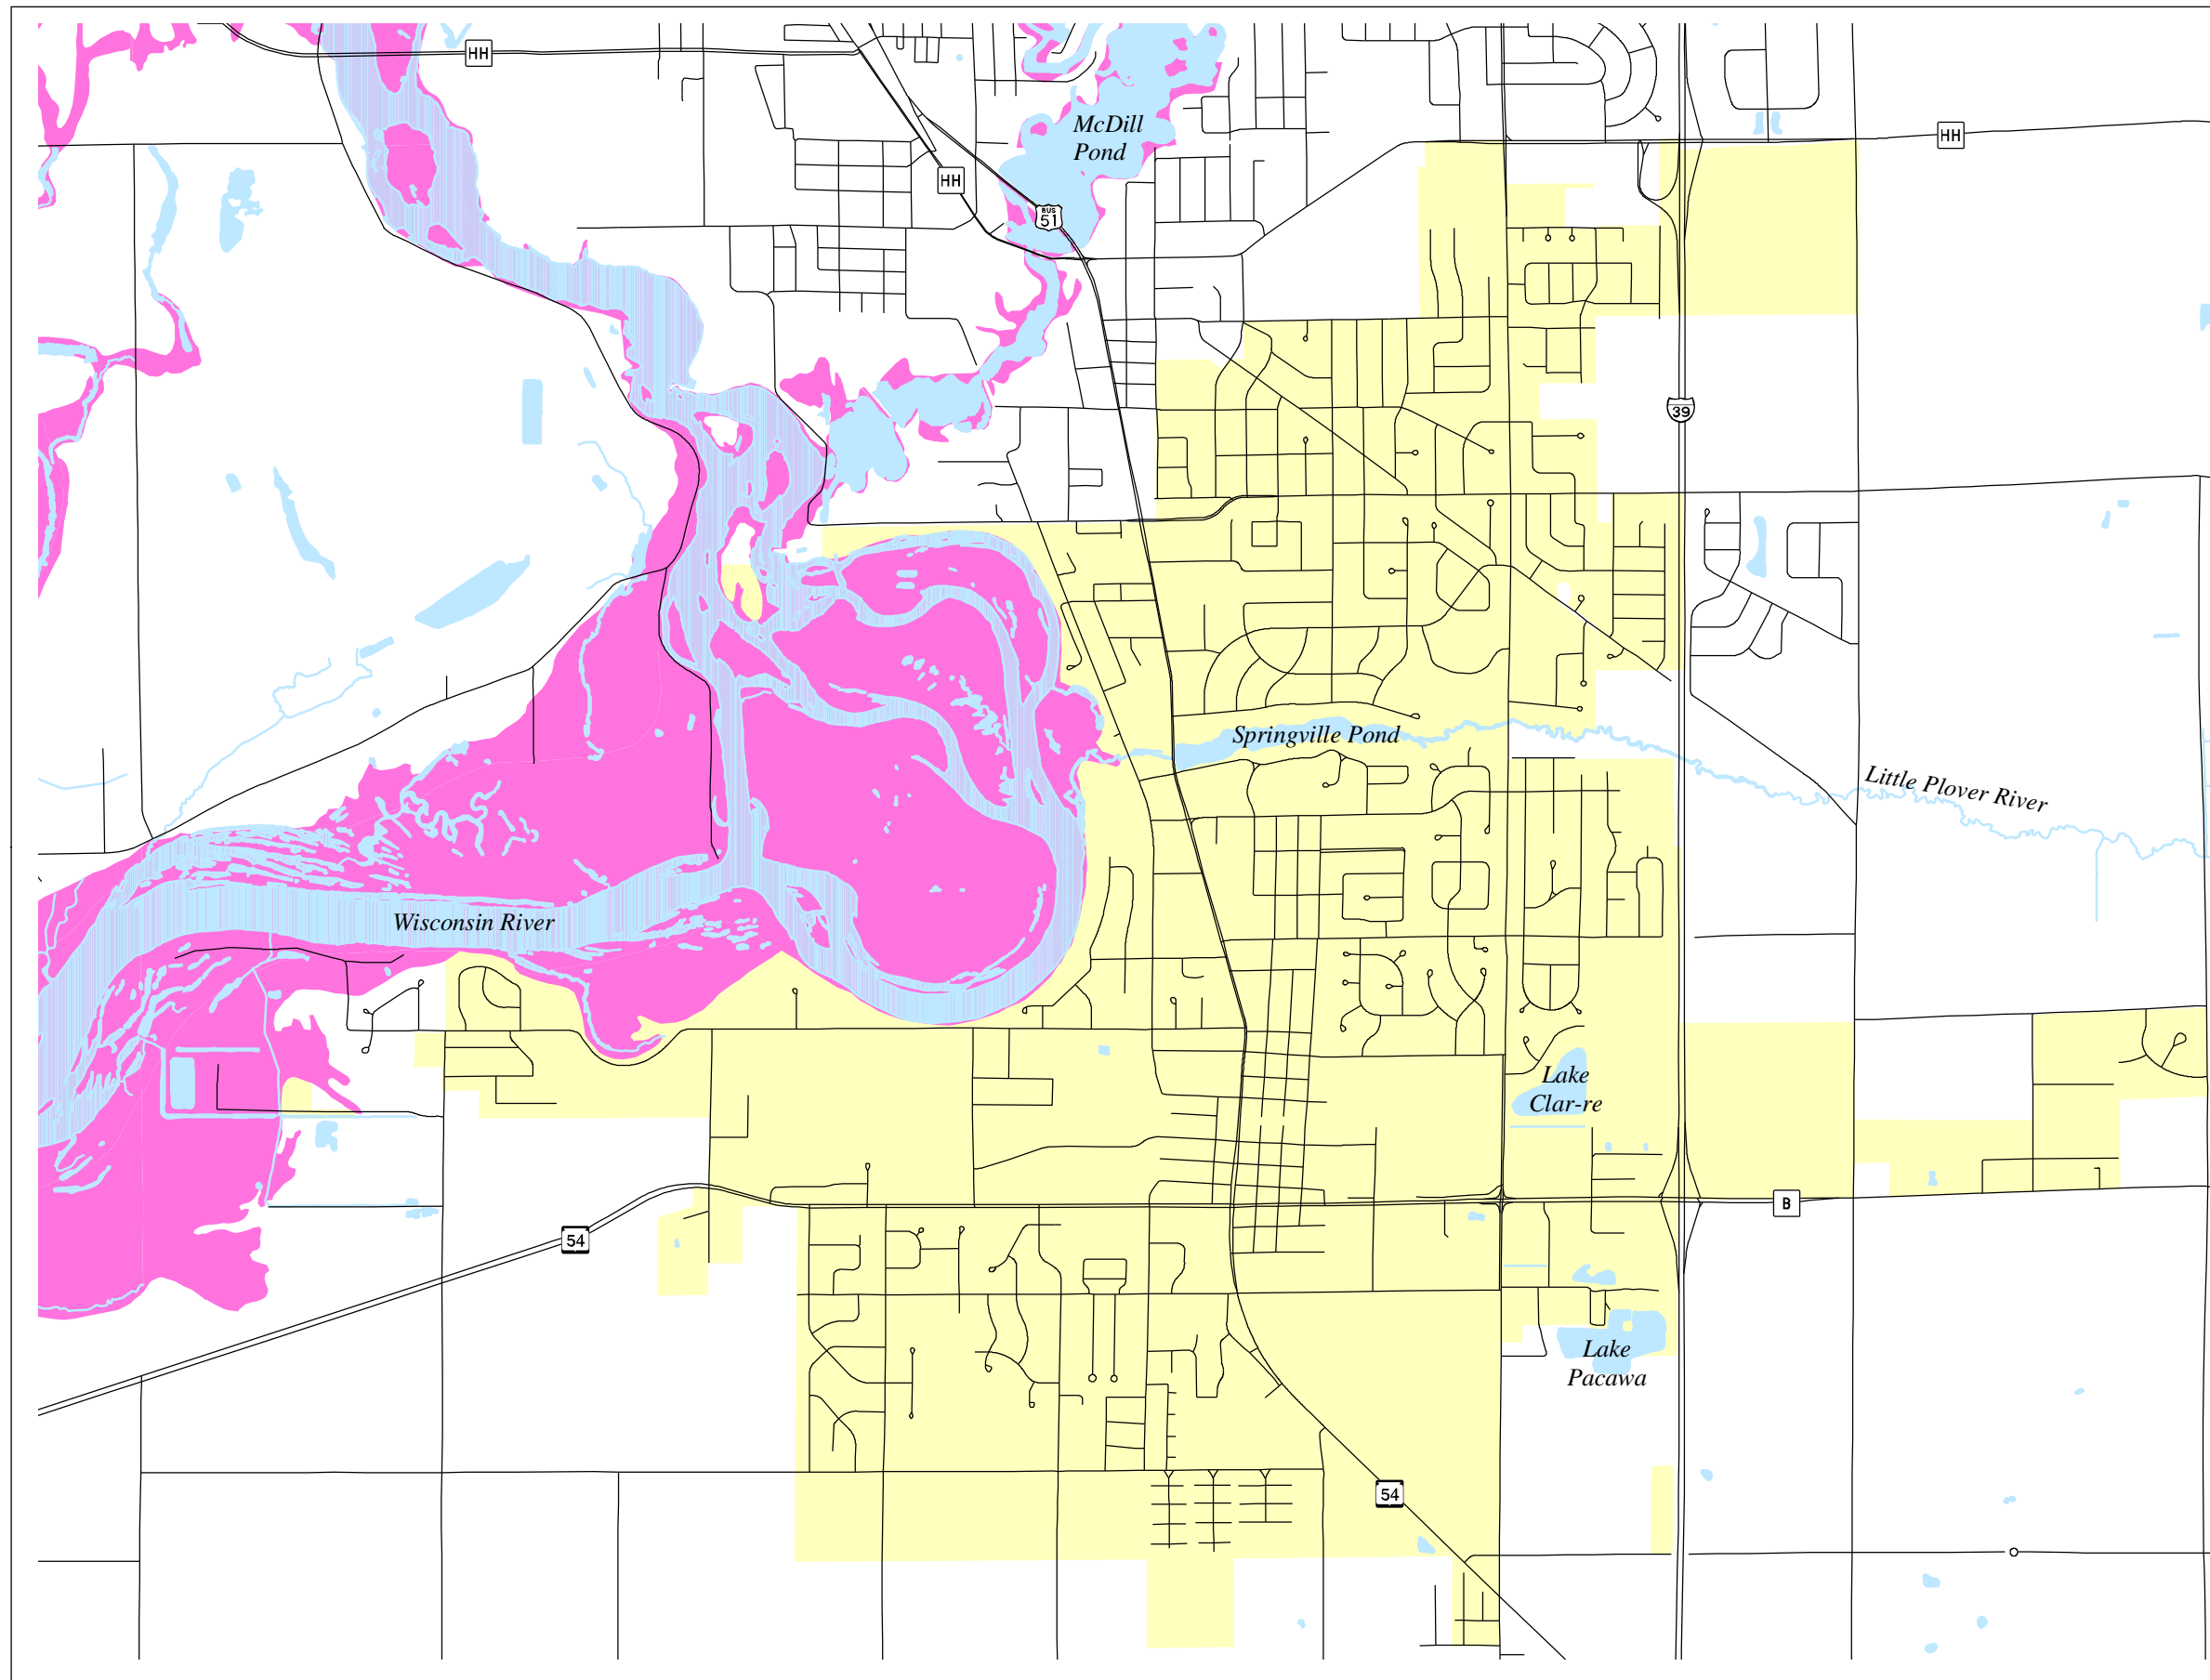 HH
McDill
Pond
HH
HH
BUS
51
39
Springville Pond
Little Plover River
Wisconsin River
Lake
Clar-re
B
54
Lake
Pacawa
54